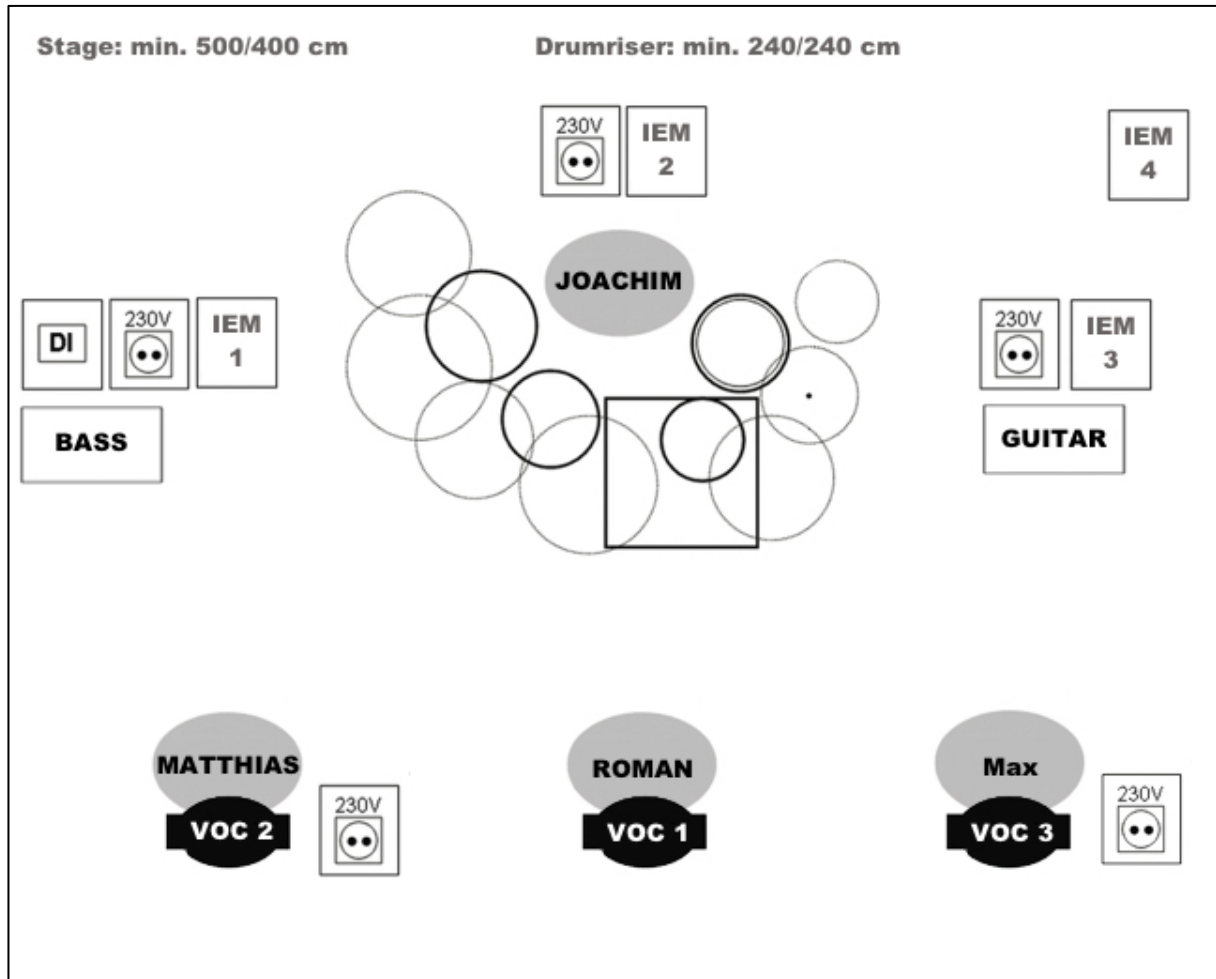 Stage: min. 500/400 cm
Drumriser: min. 240/240 cm
230V
IEM
2
IEM
4
JOACHIM
DI
230V
IEM
1
230V
IEM
3
BASS
GUITAR
MATTHIAS
ROMAN
Max
230V
230V
VOC 2
VOC 1
VOC 3